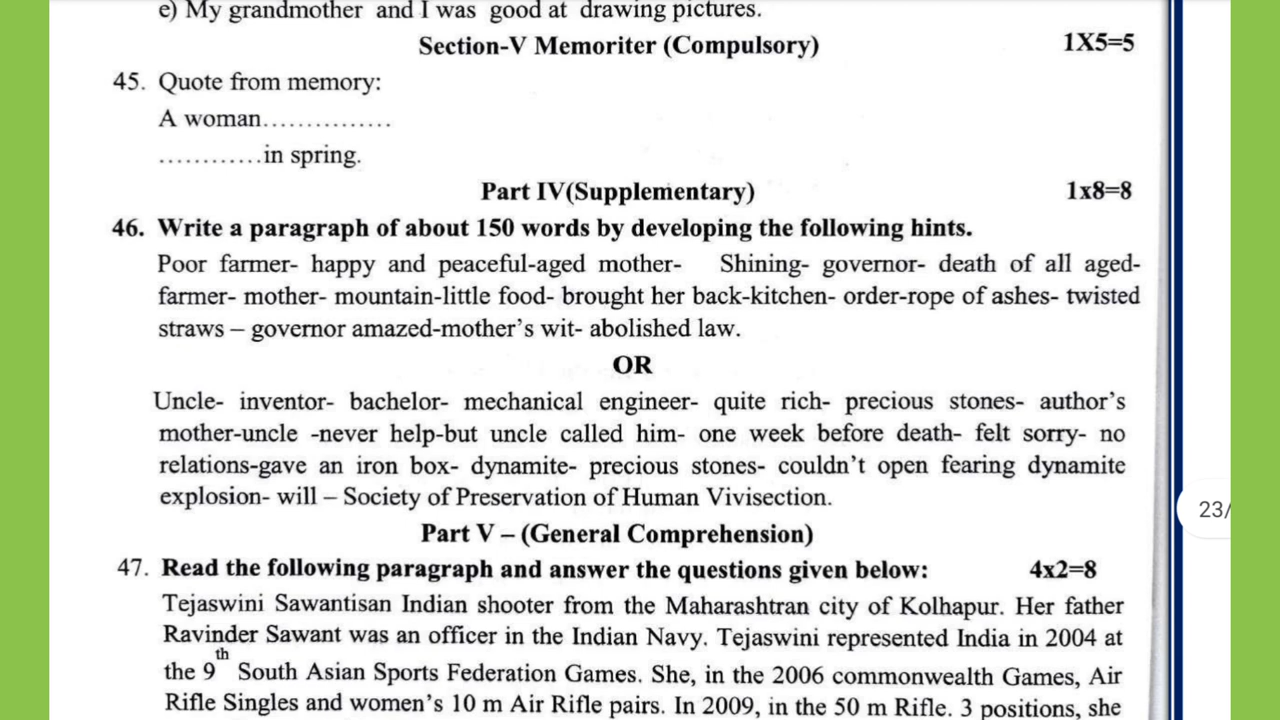 e) My grandmother and I was good at drawing pictures.
Section-V Memoriter (Compulsory) 1X5=5
45. Quote from memory:
A woman...............
............in spring.
Part IV(Supplementary) 1x8=8
46. Write a paragraph of about 150 words by developing the following hints.
Poor farmer- happy and peaceful-aged mother- Shining- governor- death of all aged-
farmer- mother- mountain-little food- brought her back-kitchen- order-rope of ashes- twisted
straws – governor amazed-mother's wit- abolished law.
OR
Uncle- inventor- bachelor- mechanical engineer- quite rich- precious stones- author's
mother-uncle -never help-but uncle called him- one week before death- felt sorry- no
relations-gave an iron box- dynamite- precious stones- couldn't open fearing dynamite
explosion- will – Society of Preservation of Human Vivisection.
Part V – (General Comprehension)
47. Read the following paragraph and answer the questions given below: 4x2=8
Tejaswini Sawantisan Indian shooter from the Maharashtran city of Kolhapur. Her father
Ravinder Sawant was an officer in the Indian Navy. Tejaswini represented India in 2004 at
the 9th South Asian Sports Federation Games. She, in the 2006 commonwealth Games, Air
Rifle Singles and women's 10 m Air Rifle pairs. In 2009, in the 50 m Rifle. 3 positions, she
23/